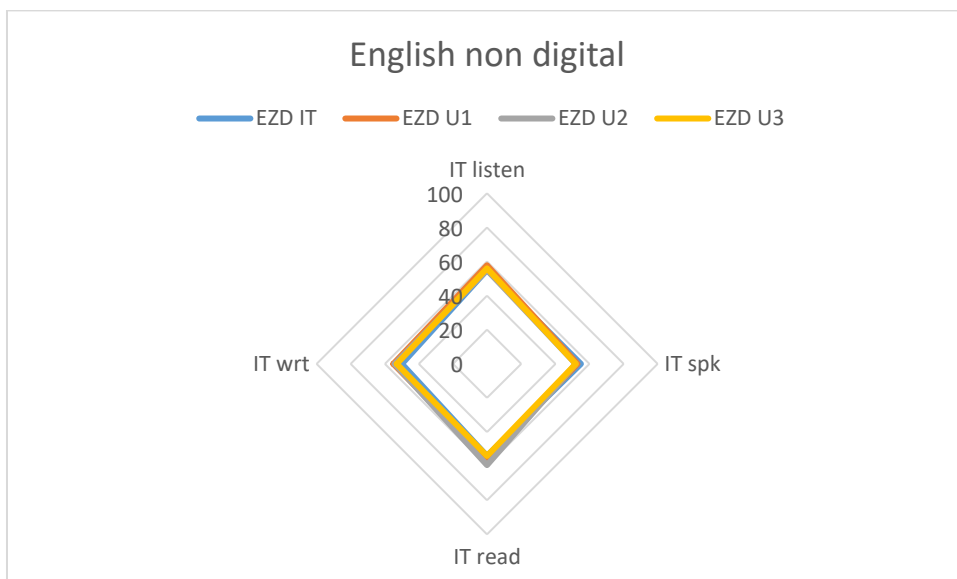 English non digital
EZD IT EZD U1 EZD U2 EZD U3
IT listen
100
80
60
40
20
0
IT wrt
IT spk
IT read